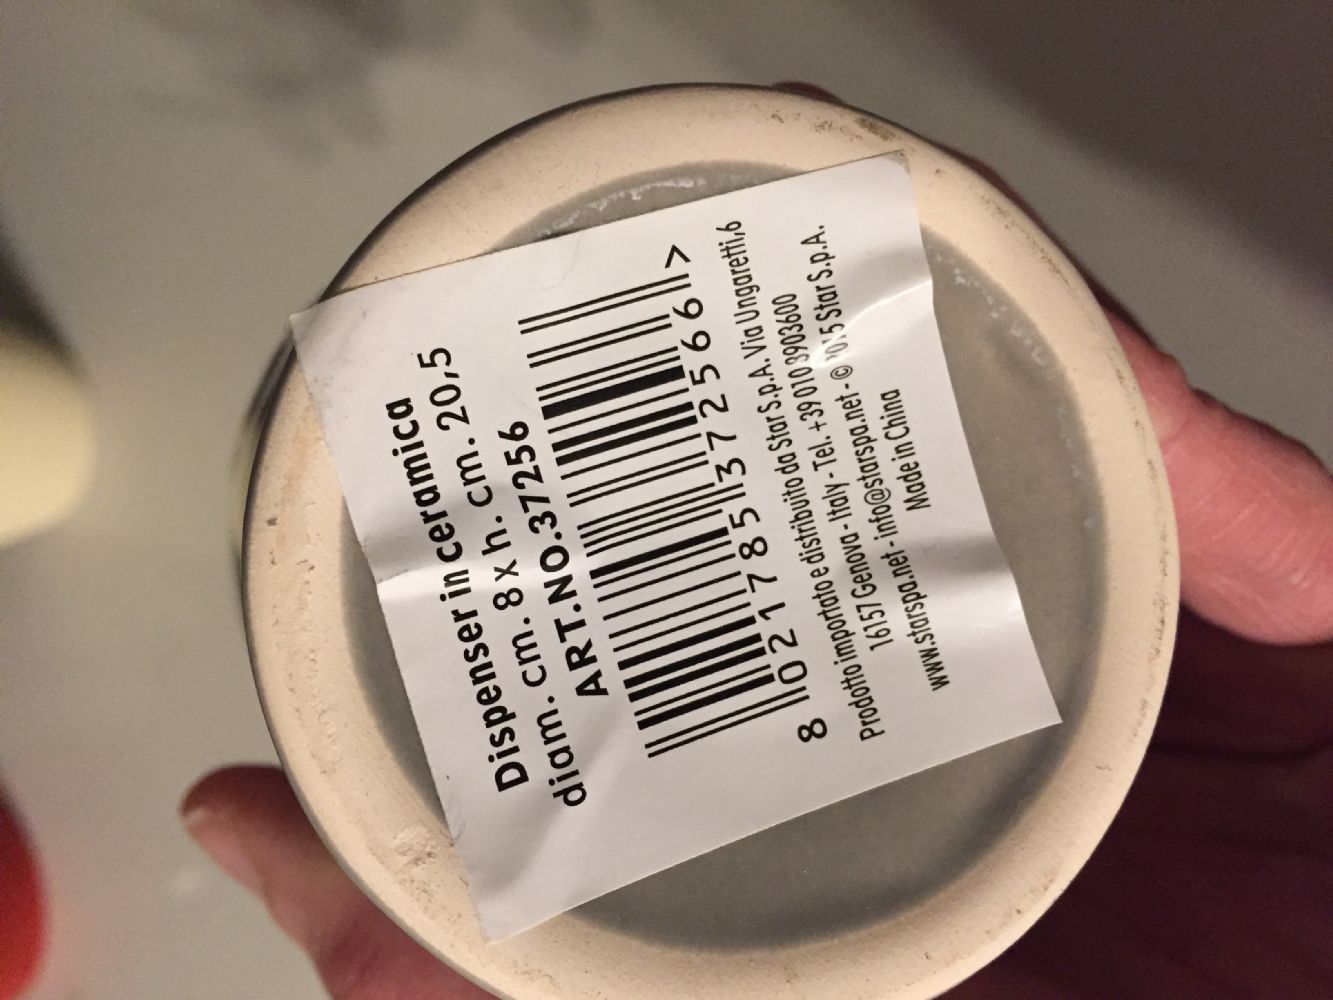 Dispenser in ceramica
diam. cm. 8 x h. cm. 20,5
ART.NO.37256
8 021785 372566 >
Prodotto importato e distribuito da Star S.p.A. Via Ungaretti,6
16157 Genova - Italy - Tel. +39 010 3903600
www.starspa.net - info@starspa.net - © 2015 Star S.p.A.
Made in China